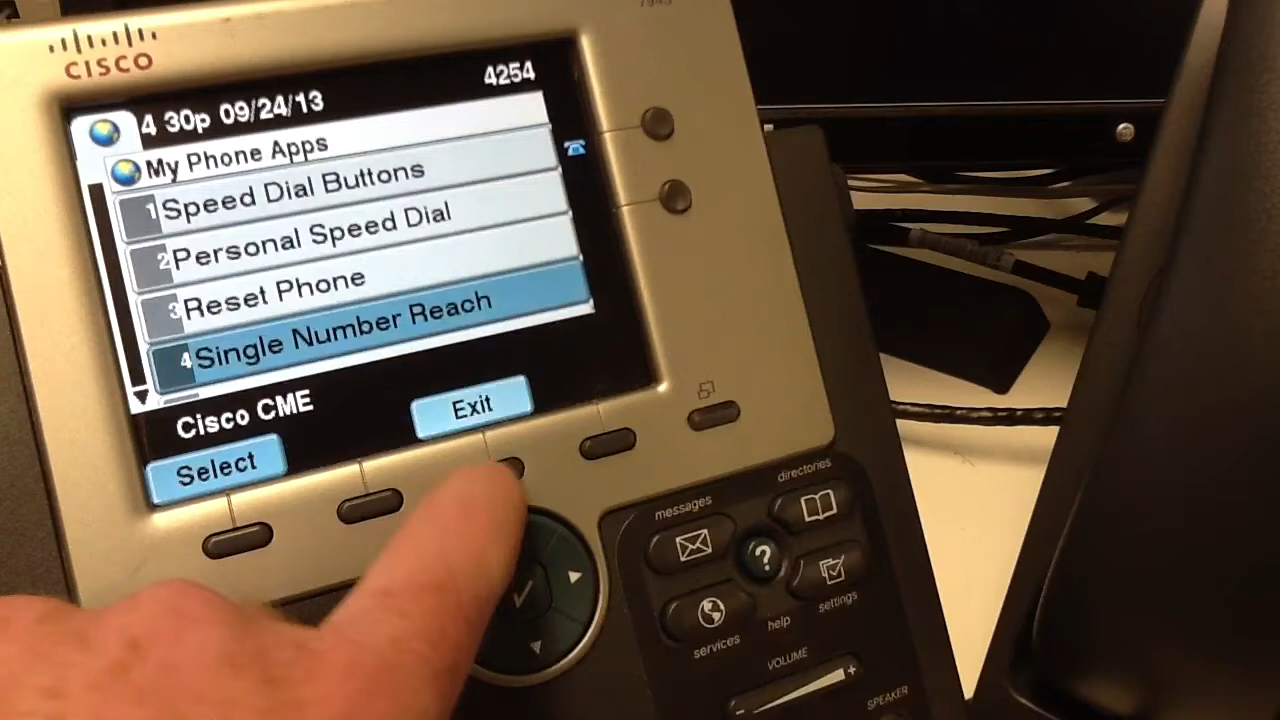 7945
CISCO
4 30p 09/24/13
4254
My Phone Apps
1 Speed Dial Buttons
2 Personal Speed Dial
3 Reset Phone
4 Single Number Reach
Cisco CME
Select
Exit
messages
directories
?
services
help
settings
VOLUME
- +
SPEAKER